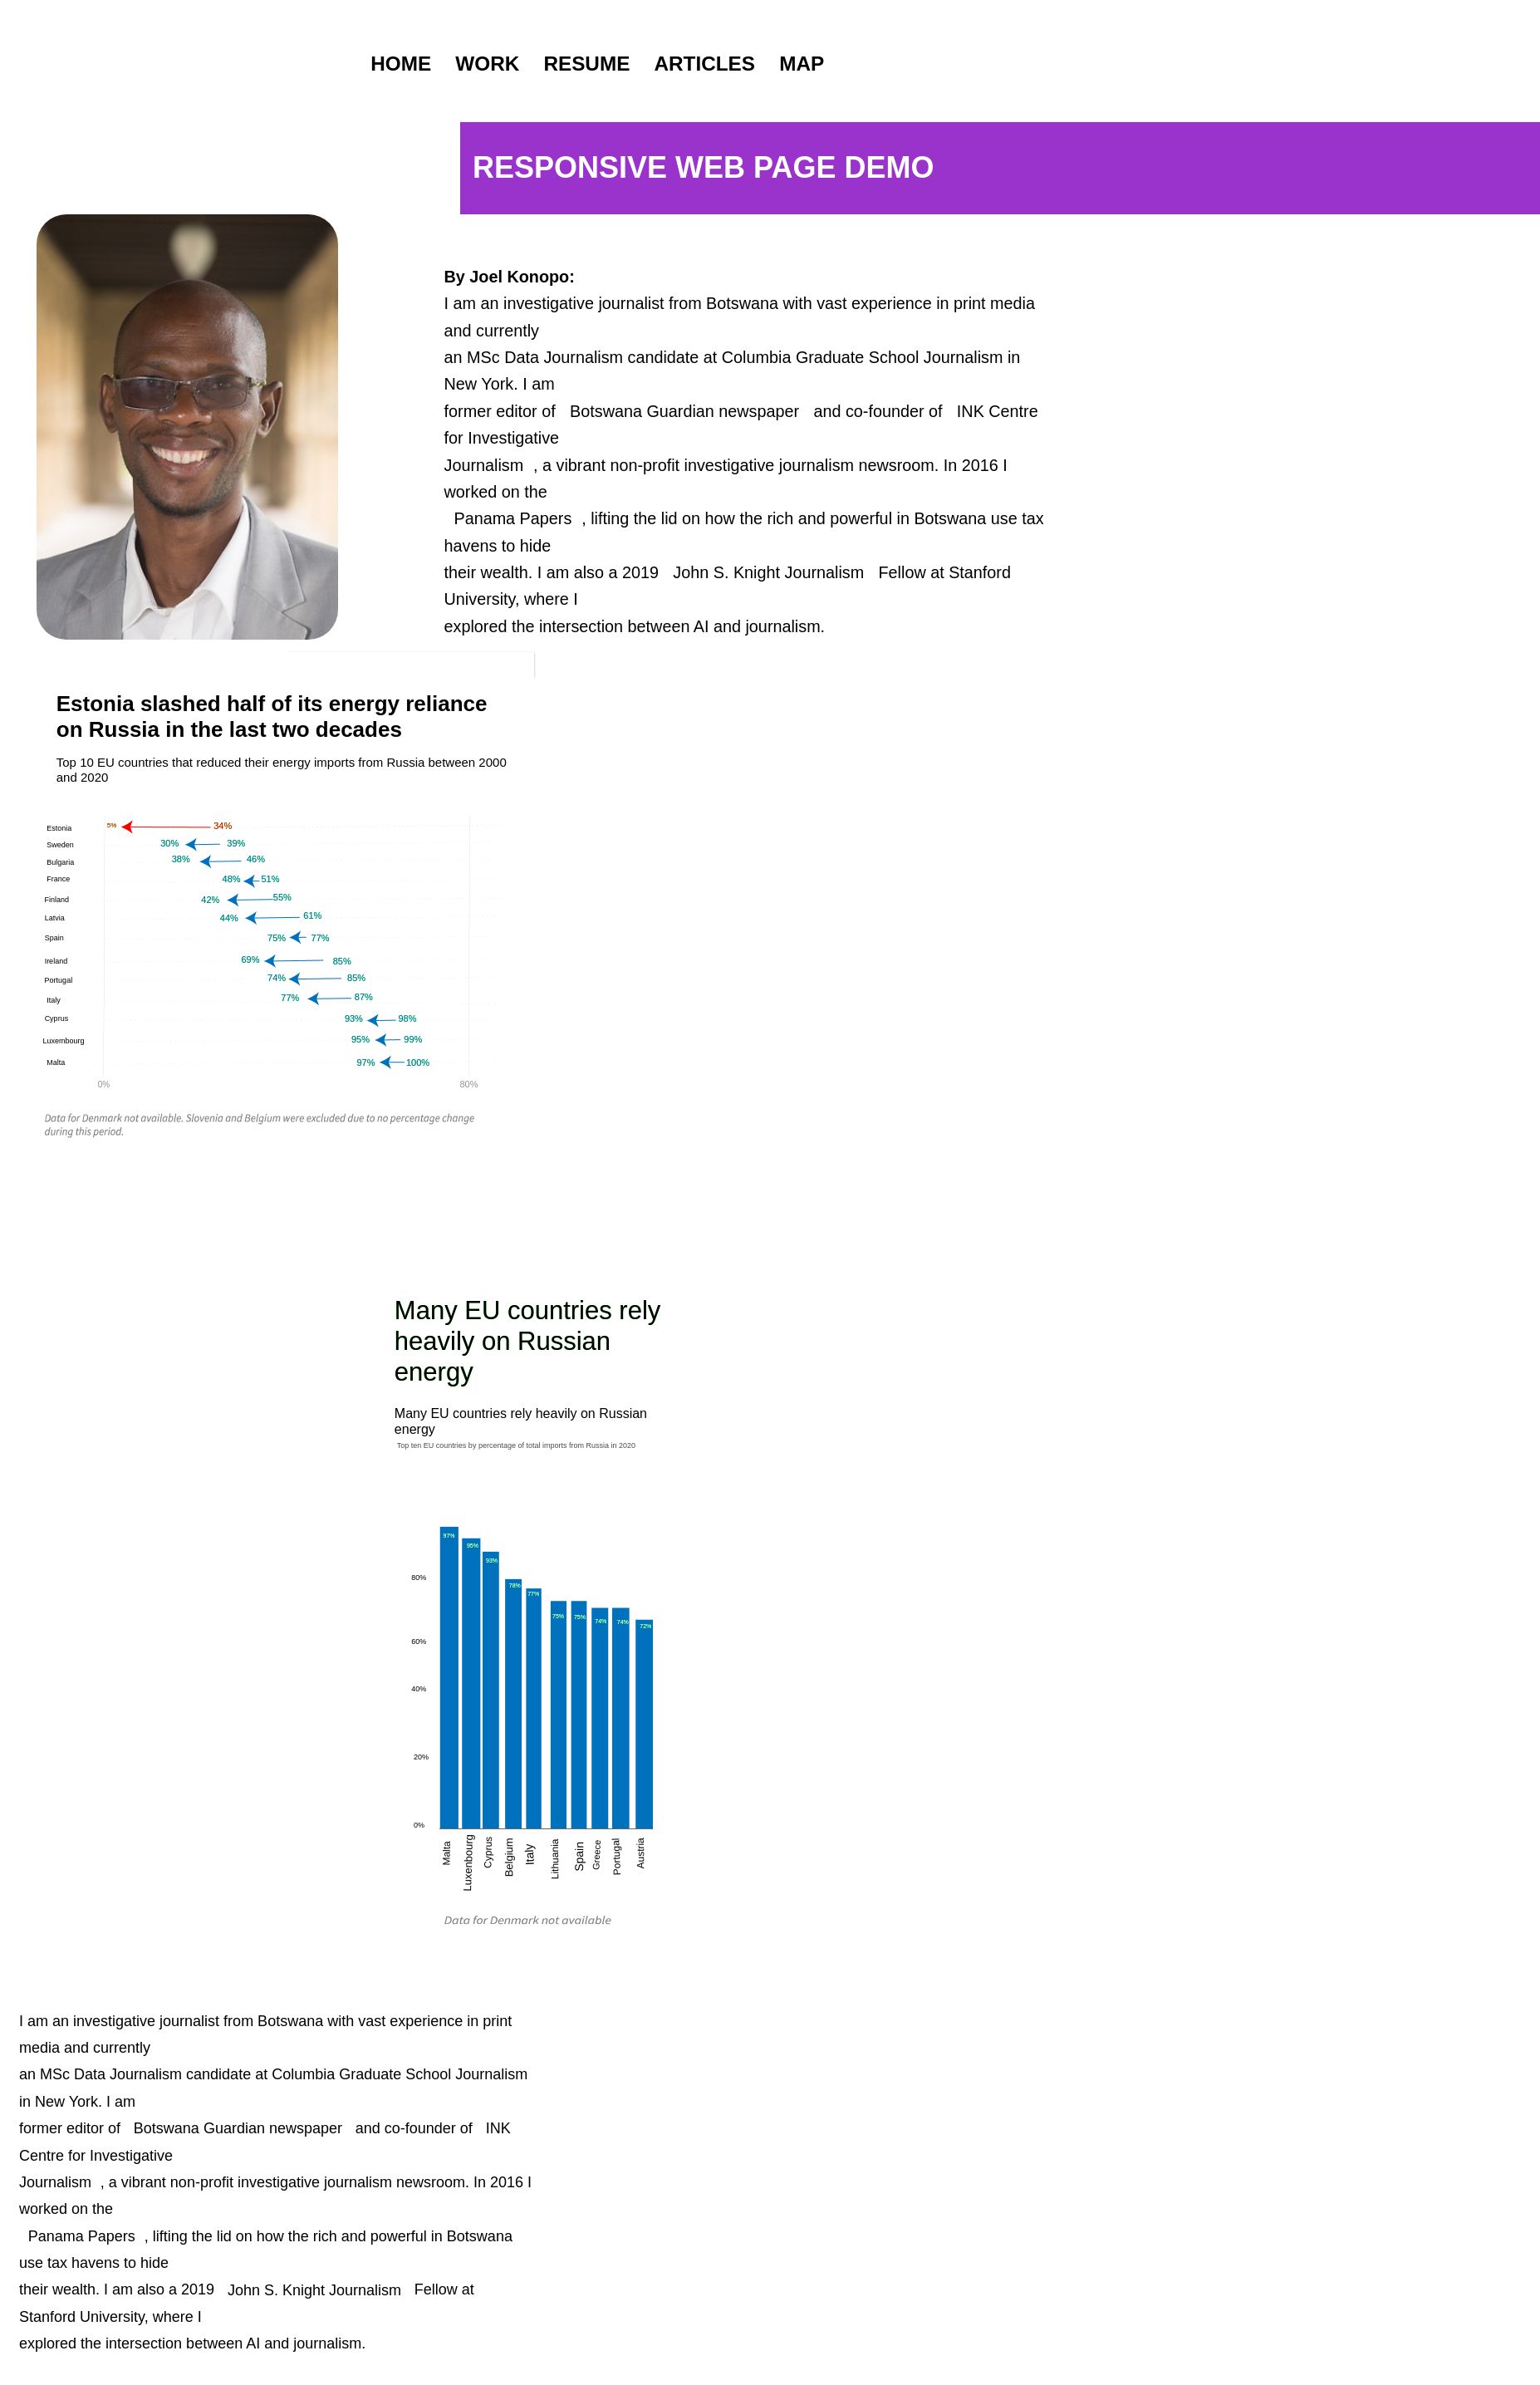 HOME WORK RESUME ARTICLES MAP
RESPONSIVE WEB PAGE DEMO
By Joel Konopo:
I am an investigative journalist from Botswana with vast experience in print media
and currently
an MSc Data Journalism candidate at Columbia Graduate School Journalism in
New York. I am
former editor of Botswana Guardian newspaper and co-founder of INK Centre
for Investigative
Journalism , a vibrant non-profit investigative journalism newsroom. In 2016 I
worked on the
Panama Papers , lifting the lid on how the rich and powerful in Botswana use tax
havens to hide
their wealth. I am also a 2019 John S. Knight Journalism Fellow at Stanford
University, where I
explored the intersection between AI and journalism.
Estonia slashed half of its energy reliance
on Russia in the last two decades
Top 10 EU countries that reduced their energy imports from Russia between 2000
and 2020
Estonia 5% 34%
Sweden 30% 39%
Bulgaria 38% 46%
France 48% 51%
Finland 42% 55%
Latvia 44% 61%
Spain 75% 77%
Ireland 69% 85%
Portugal 74% 85%
Italy 77% 87%
Cyprus 93% 98%
Luxembourg 95% 99%
Malta 97% 100%
0% 80%
Data for Denmark not available. Slovenia and Belgium were excluded due to no percentage change
during this period.
Many EU countries rely
heavily on Russian
energy
Many EU countries rely heavily on Russian
energy
Top ten EU countries by percentage of total imports from Russia in 2020
97% 95% 93% 78% 77% 75% 75% 74% 74% 72%
80%
60%
40%
20%
0%
Malta Luxenbourg Cyprus Belgium Italy Lithuania Spain Greece Portugal Austria
Data for Denmark not available
I am an investigative journalist from Botswana with vast experience in print
media and currently
an MSc Data Journalism candidate at Columbia Graduate School Journalism
in New York. I am
former editor of Botswana Guardian newspaper and co-founder of INK
Centre for Investigative
Journalism , a vibrant non-profit investigative journalism newsroom. In 2016 I
worked on the
Panama Papers , lifting the lid on how the rich and powerful in Botswana
use tax havens to hide
their wealth. I am also a 2019 John S. Knight Journalism Fellow at
Stanford University, where I
explored the intersection between AI and journalism.